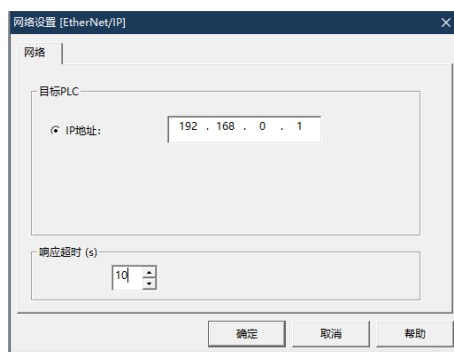 网络设置 [EtherNet/IP]
网络
目标PLC
IP地址: 192 . 168 . 0 . 1
响应超时 (s)
10
确定 取消 帮助